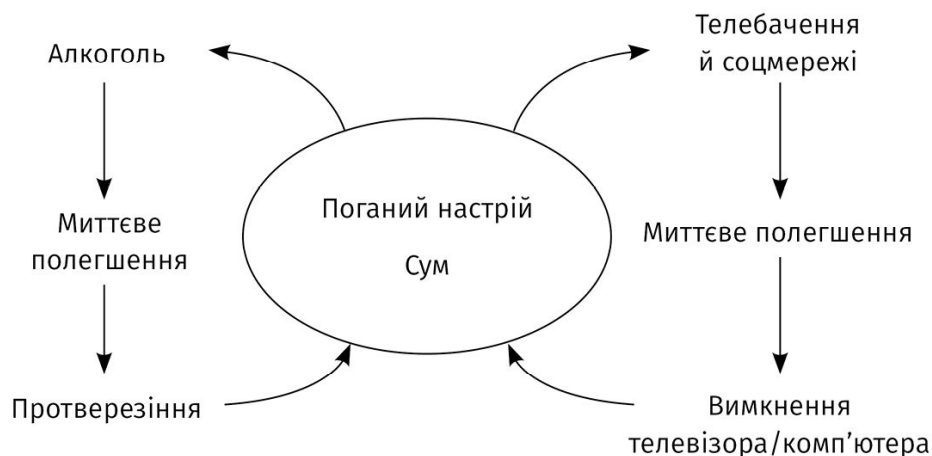 Алкоголь
Миттєве
полегшення
Протверезіння
Поганий настрій
Сум
Телебачення
й соцмережі
Миттєве полегшення
Вимкнення
телевізора/комп’ютера